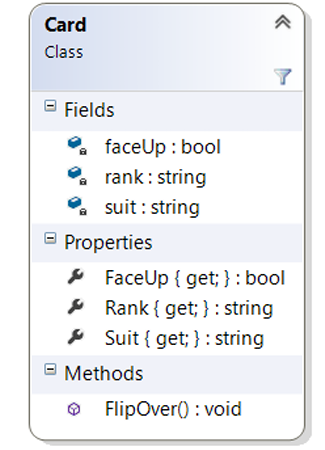 Card
Class
Fields
faceUp : bool
rank : string
suit : string
Properties
FaceUp { get; } : bool
Rank { get; } : string
Suit { get; } : string
Methods
FlipOver() : void